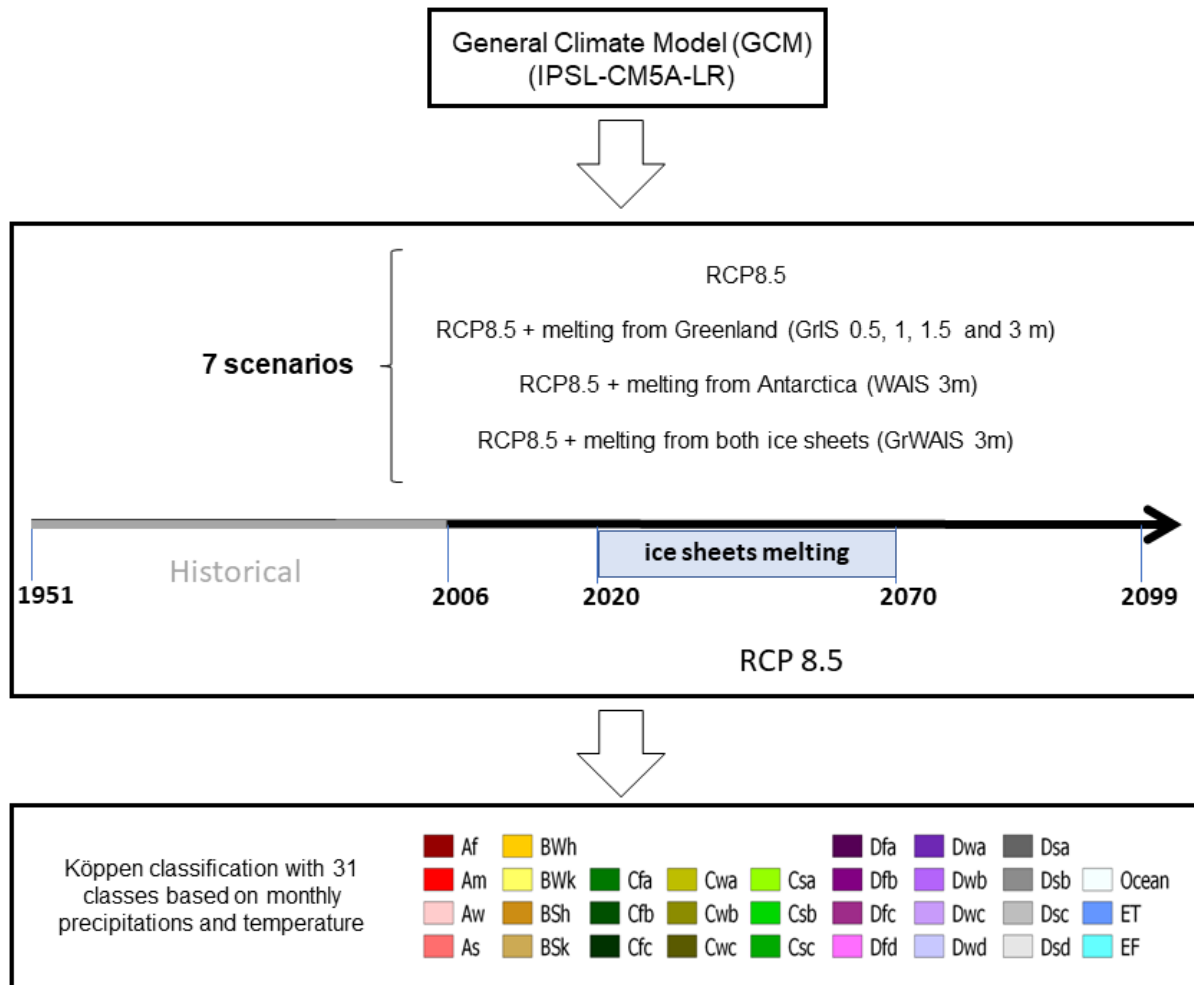 General Climate Model (GCM)
(IPSL-CM5A-LR)
RCP8.5
RCP8.5 + melting from Greenland (GrIS 0.5, 1, 1.5 and 3 m)
7 scenarios
RCP8.5 + melting from Antarctica (WAIS 3m)
RCP8.5 + melting from both ice sheets (GrWAIS 3m)
ice sheets melting
Historical
1951 2006 2020 2070 2099
RCP 8.5
Köppen classification with 31
classes based on monthly
precipitations and temperature
Af BWh Dfa Dwa Dsa
Am BWk Cfa Cwa Csa Dfb Dwb Dsb Ocean
Aw BSh Cfb Cwb Csb Dfc Dwc Dsc ET
As BSk Cfc Cwc Csc Dfd Dwd Dsd EF